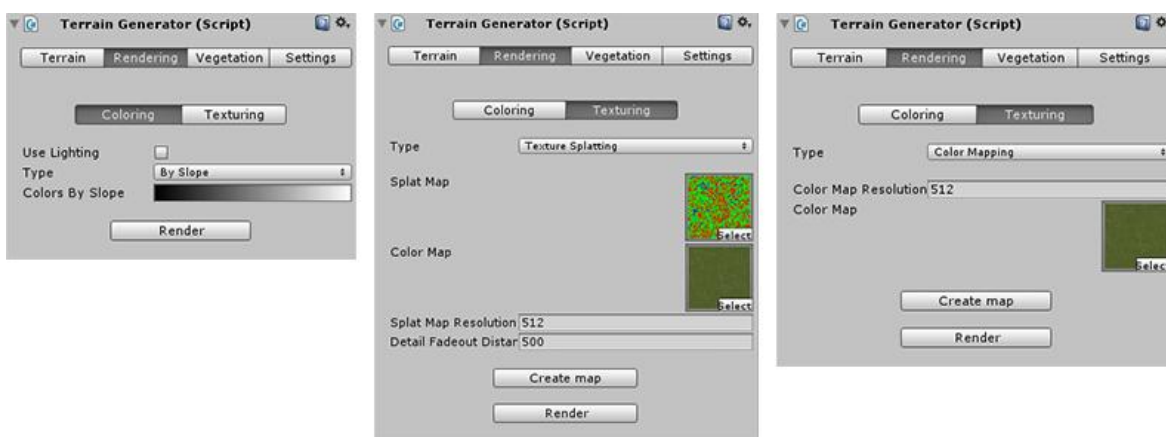 Terrain Generator (Script)
Terrain Rendering Vegetation Settings
Coloring Texturing
Use Lighting
Type By Slope
Colors By Slope
Render
Terrain Generator (Script)
Terrain Rendering Vegetation Settings
Coloring Texturing
Type Texture Splatting
Splat Map
Select
Color Map
Select
Splat Map Resolution 512
Detail Fadeout Distar 500
Create map
Render
Terrain Generator (Script)
Terrain Rendering Vegetation Settings
Coloring Texturing
Type Color Mapping
Color Map Resolution 512
Color Map
Selec
Create map
Render